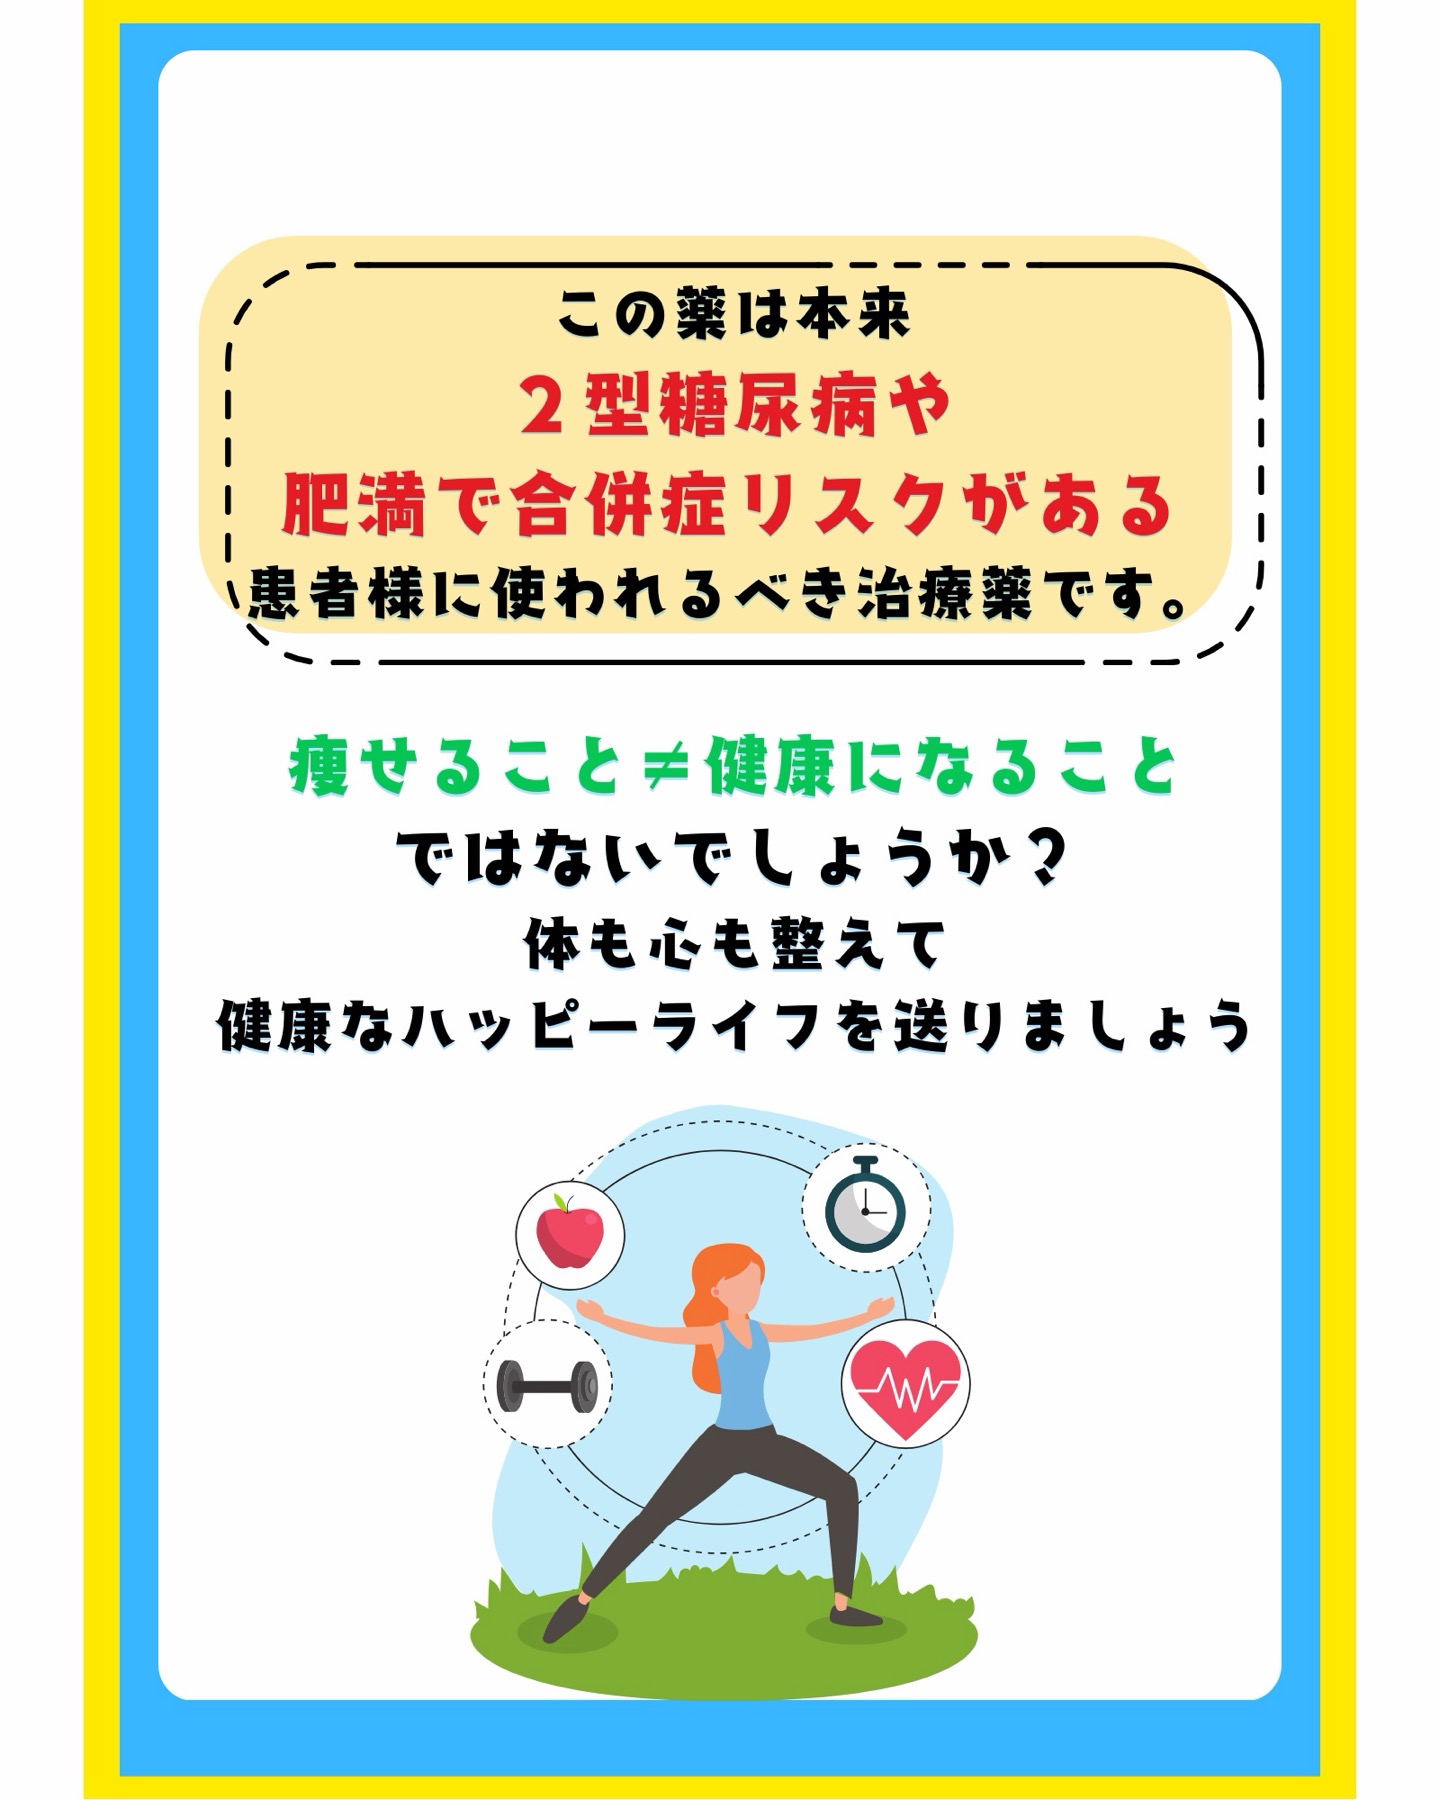 この薬は本来
２型糖尿病や
肥満で合併症リスクがある
患者様に使われるべき治療薬です。
痩せること≠健康になること
ではないでしょうか？
体も心も整えて
健康なハッピーライフを送りましょう